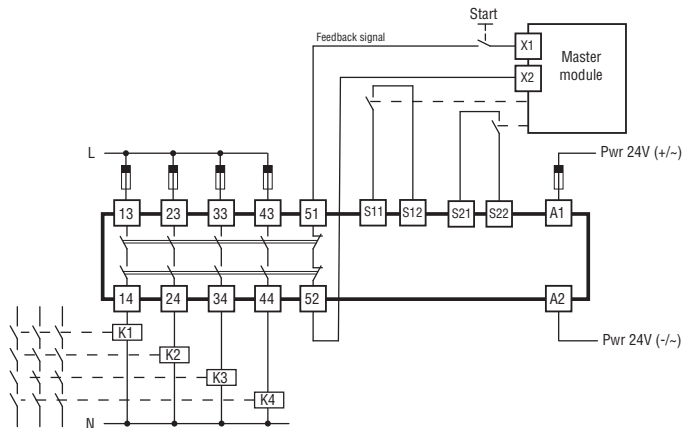 Start
Feedback signal
X1
Master
module
X2
L
Pwr 24V (+/~)
13
23
33
43
51
S11
S12
S21
S22
A1
14
24
34
44
52
A2
K1
K2
K3
K4
Pwr 24V (-/~)
N